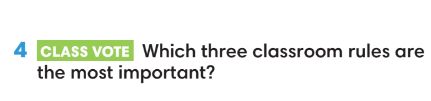 4 CLASS VOTE Which three classroom rules are
the most important?